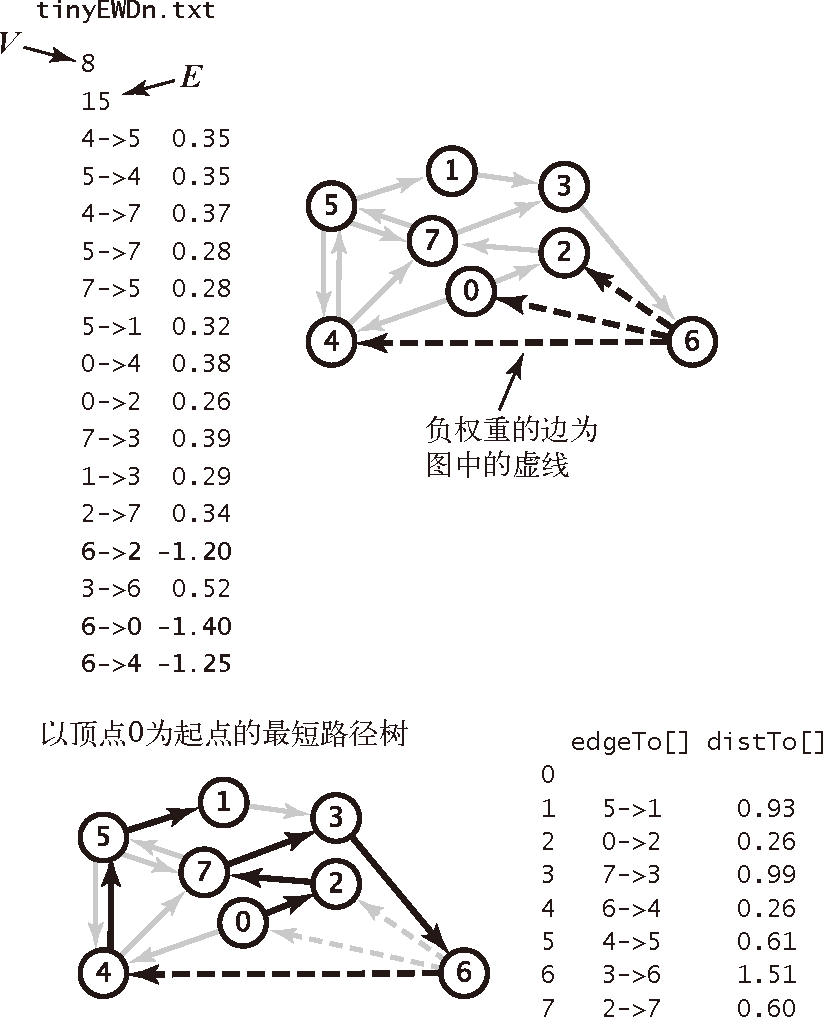 tinyEWDn.txt
V
8
E
15
4->5 0.35
5->4 0.35
4->7 0.37
5->7 0.28
7->5 0.28
5->1 0.32
0->4 0.38
0->2 0.26
7->3 0.39
1->3 0.29
2->7 0.34
6->2 -1.20
3->6 0.52
6->0 -1.40
6->4 -1.25
1
3
5
7
2
0
4
6
负权重的边为
图中的虚线
以顶点0为起点的最短路径树
1
3
5
7
2
0
4
6
edgeTo[] distTo[]
0
1 5->1 0.93
2 0->2 0.26
3 7->3 0.99
4 6->4 0.26
5 4->5 0.61
6 3->6 1.51
7 2->7 0.60